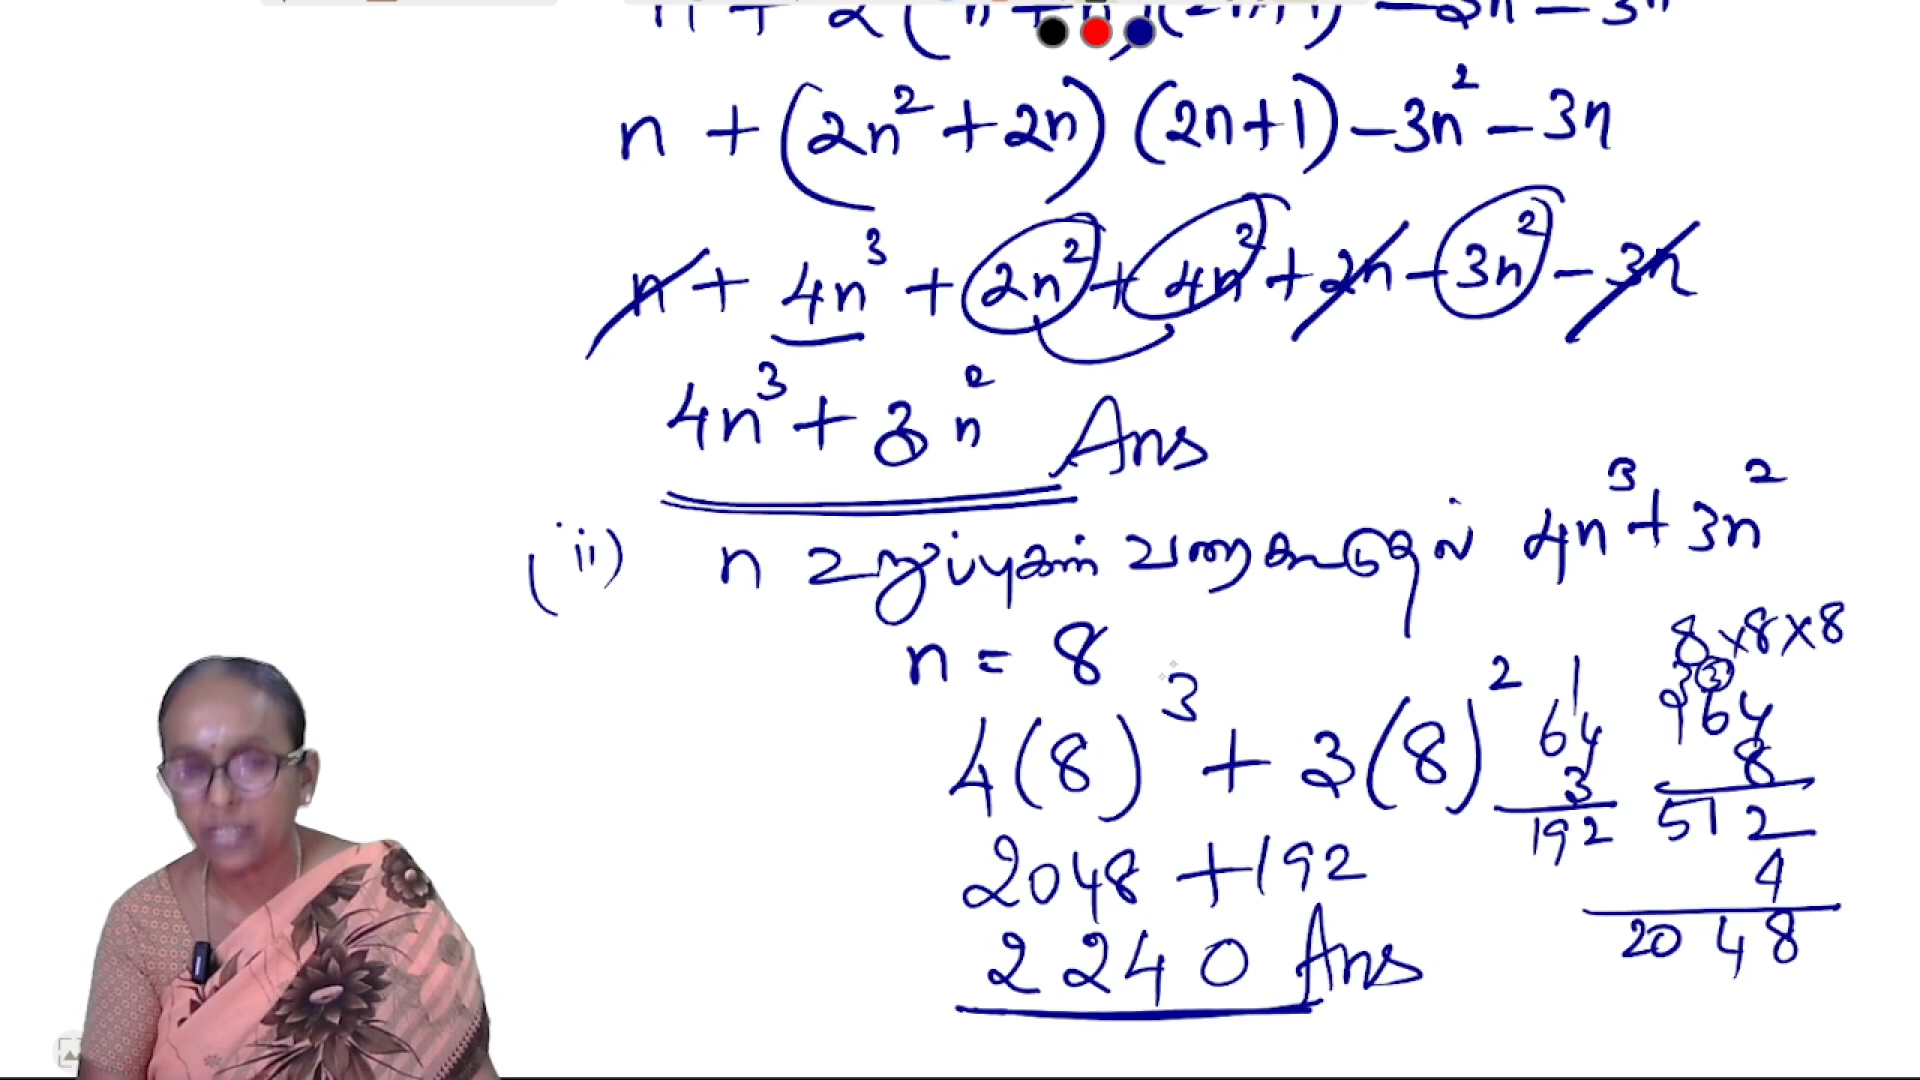 n + (2n² + 2n) (2n+1) - 3n² - 3n
n + 4n³ + 2n² + 4n² + 2n - 3n² - 3n
4n³ + 3n² Ans
(ii) n உறுப்புகள் வரை கூடுதல் 4n³ + 3n²
n = 8
4(8)³ + 3(8)²
2048 + 192
2240 Ans
1
64
3
192
8×8×8
3
64
8
512
4
2048